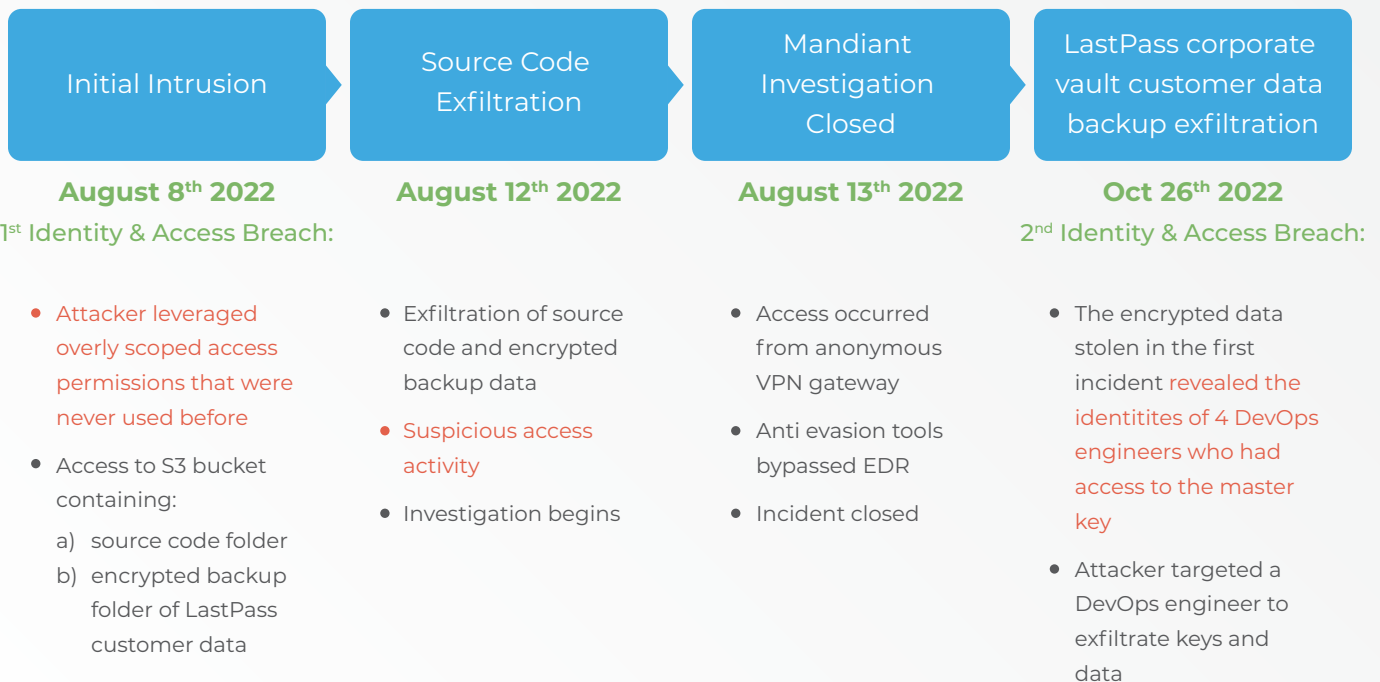 Initial Intrusion
Source Code
Exfiltration
Mandiant
Investigation
Closed
LastPass corporate
vault customer data
backup exfiltration
August 8th 2022
1st Identity & Access Breach:
• Attacker leveraged
overly scoped access
permissions that were
never used before
• Access to S3 bucket
containing:
a) source code folder
b) encrypted backup
folder of LastPass
customer data
August 12th 2022
• Exfiltration of source
code and encrypted
backup data
• Suspicious access
activity
• Investigation begins
August 13th 2022
• Access occurred
from anonymous
VPN gateway
• Anti evasion tools
bypassed EDR
• Incident closed
Oct 26th 2022
2nd Identity & Access Breach:
• The encrypted data
stolen in the first
incident revealed the
identitites of 4 DevOps
engineers who had
access to the master
key
• Attacker targeted a
DevOps engineer to
exfiltrate keys and
data